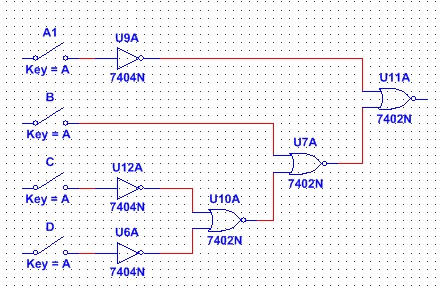 A1
U9A
Key = A
7404N
U11A
B
7402N
Key = A
U7A
C
U12A
7402N
Key = A
7404N
U10A
D
U6A
7402N
Key = A
7404N